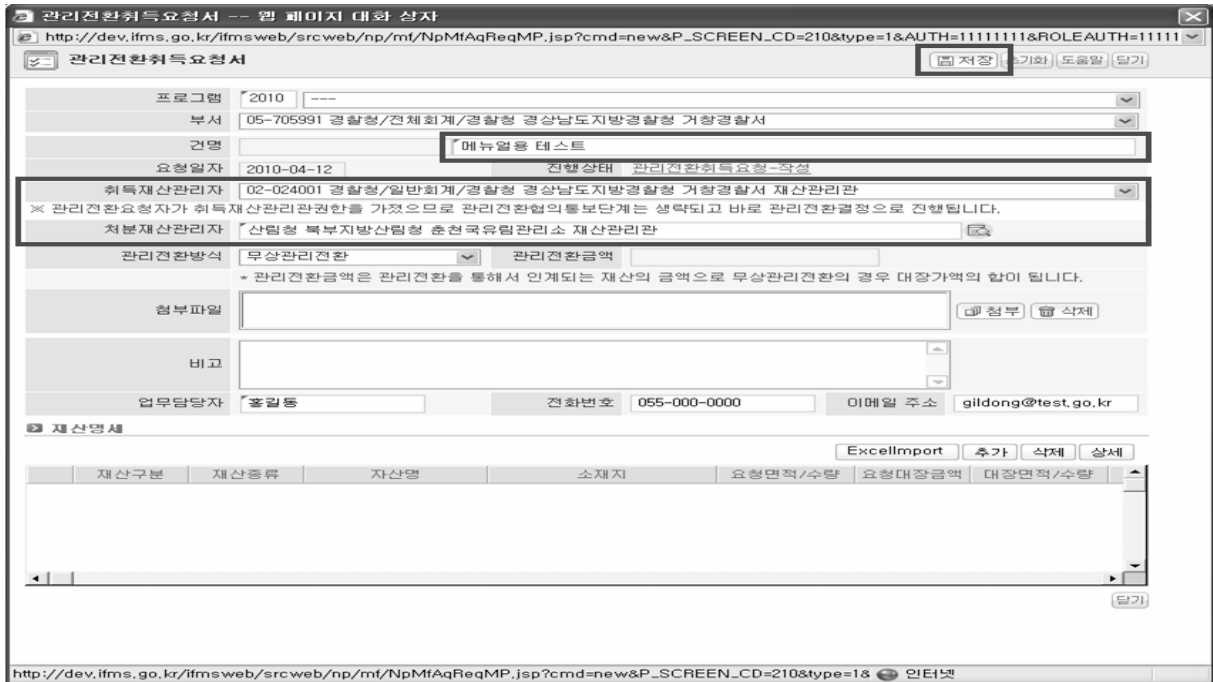 관리전환취득요청서 -- 웹 페이지 대화 상자
http://dev.ifms.go.kr/ifmsweb/srcweb/np/mf/NpMfAqReqMP.jsp?cmd=new&P_SCREEN_CD=210&type=1&AUTH=11111111&ROLEAUTH=11111
관리전환취득요청서 저장 초기화 도움말 닫기
프로그램 2010 ---
부서 05-705991 경찰청/전체회계/경찰청 경상남도지방경찰청 거창경찰서
건명 메뉴얼용 테스트
요청일자 2010-04-12 진행상태 관리전환취득요청-작성
취득재산관리자 02-024001 경찰청/일반회계/경찰청 경상남도지방경찰청 거창경찰서 재산관리관
※ 관리전환요청자가 취득재산관리관권한을 가졌으므로 관리전환협의통보단계는 생략되고 바로 관리전환결정으로 진행됩니다.
처분재산관리자 산림청 북부지방산림청 춘천국유림관리소 재산관리관
관리전환방식 무상관리전환 관리전환금액
* 관리전환금액은 관리전환을 통해서 인계되는 재산의 금액으로 무상관리전환의 경우 대장가액의 합이 됩니다.
첨부파일 첨부 삭제
비고
업무담당자 홍길동 전화번호 055-000-0000 이메일 주소 gildong@test.go.kr
재산명세
ExcelImport 추가 삭제 상세
재산구분 재산종류 자산명 소재지 요청면적/수량 요청대장금액 대장면적/수량
닫기
http://dev.ifms.go.kr/ifmsweb/srcweb/np/mf/NpMfAqReqMP.jsp?cmd=new&P_SCREEN_CD=210&type=1& 인터넷